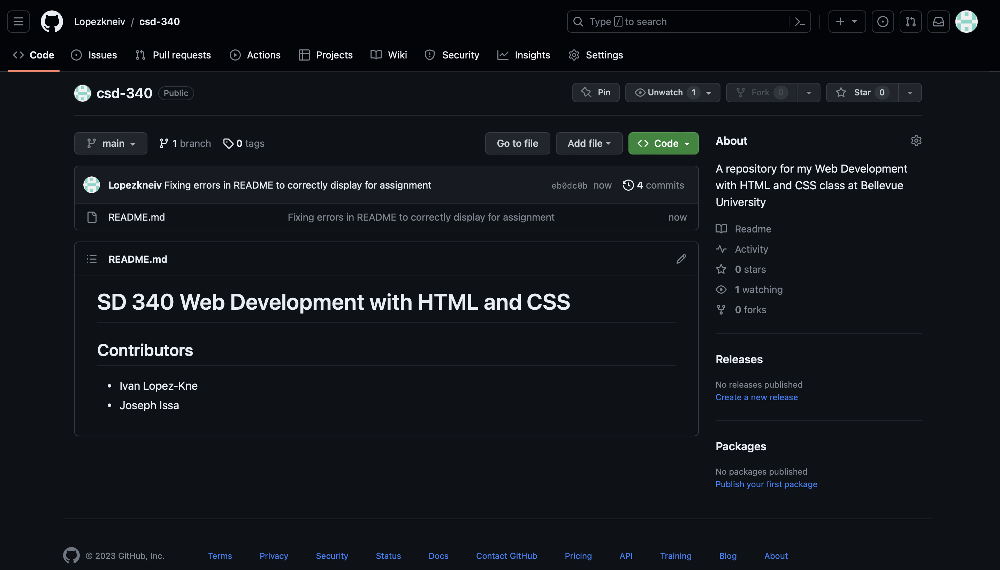 Lopezkneiv / csd-340
Type / to search
Code Issues Pull requests Actions Projects Wiki Security Insights Settings
csd-340 Public
Pin Unwatch 1 Fork 0 Star 0
main 1 branch 0 tags Go to file Add file Code
Lopezkneiv Fixing errors in README to correctly display for assignment eb0dc0b now 4 commits
README.md Fixing errors in README to correctly display for assignment now
README.md
SD 340 Web Development with HTML and CSS
Contributors
• Ivan Lopez-Kne
• Joseph Issa
About
A repository for my Web Development
with HTML and CSS class at Bellevue
University
Readme
Activity
0 stars
1 watching
0 forks
Releases
No releases published
Create a new release
Packages
No packages published
Publish your first package
© 2023 GitHub, Inc. Terms Privacy Security Status Docs Contact GitHub Pricing API Training Blog About